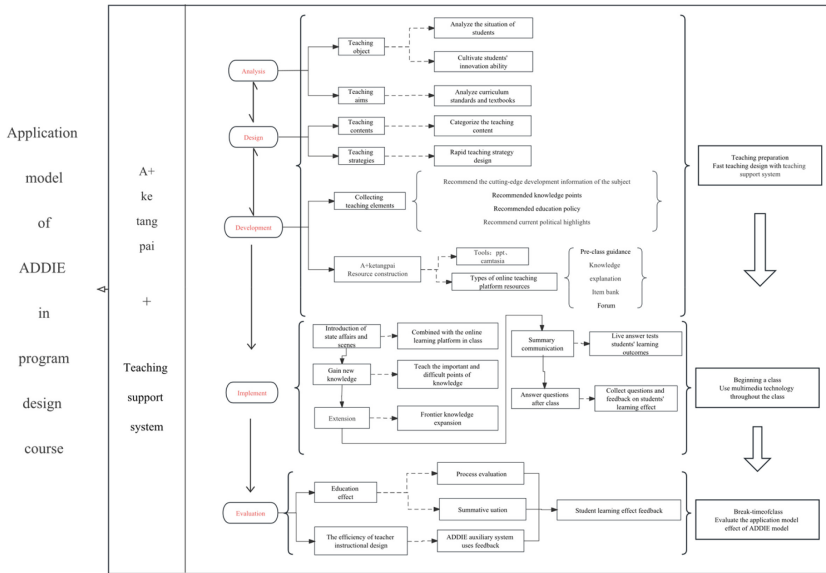 Application
model
of
ADDIE
in
program
design
course
A+
ke
tang
pai
+
Teaching
support
system
Analysis
Teaching
object
Analyze the situation of
students
Cultivate students'
innovation ability
Teaching
aims
Analyze curriculum
standards and textbooks
Design
Teaching
contents
Categorize the teaching
content
Teaching
strategies
Rapid teaching strategy
design
Development
Collecting
teaching elements
Recommend the cutting-edge development information of the subject
Recommended knowledge points
Recommended education policy
Recommend current political highlights
A+ketangpai
Resource construction
Tools: ppt、
camtasia
Types of online teaching
platform resources
Pre-class guidance
Knowledge
explanation
Item bank
Forum
Teaching preparation
Fast teaching design with teaching
support system
Implement
Introduction of
state affairs and
scenes
Combined with the online
learning platform in class
Gain new
knowledge
Teach the important and
difficult points of
knowledge
Extension
Frontier knowledge
expansion
Summary
communication
Live answer tests
students' learning
outcomes
Answer questions
after class
Collect questions and
feedback on students'
learning effect
Beginning a class
Use multimedia technology
throughout the class
Evaluation
Education
effect
Process evaluation
Summative uation
The efficiency of teacher
instructional design
ADDIE auxiliary system
uses feedback
Student learning effect feedback
Break-timeofclass
Evaluate the application model
effect of ADDIE model